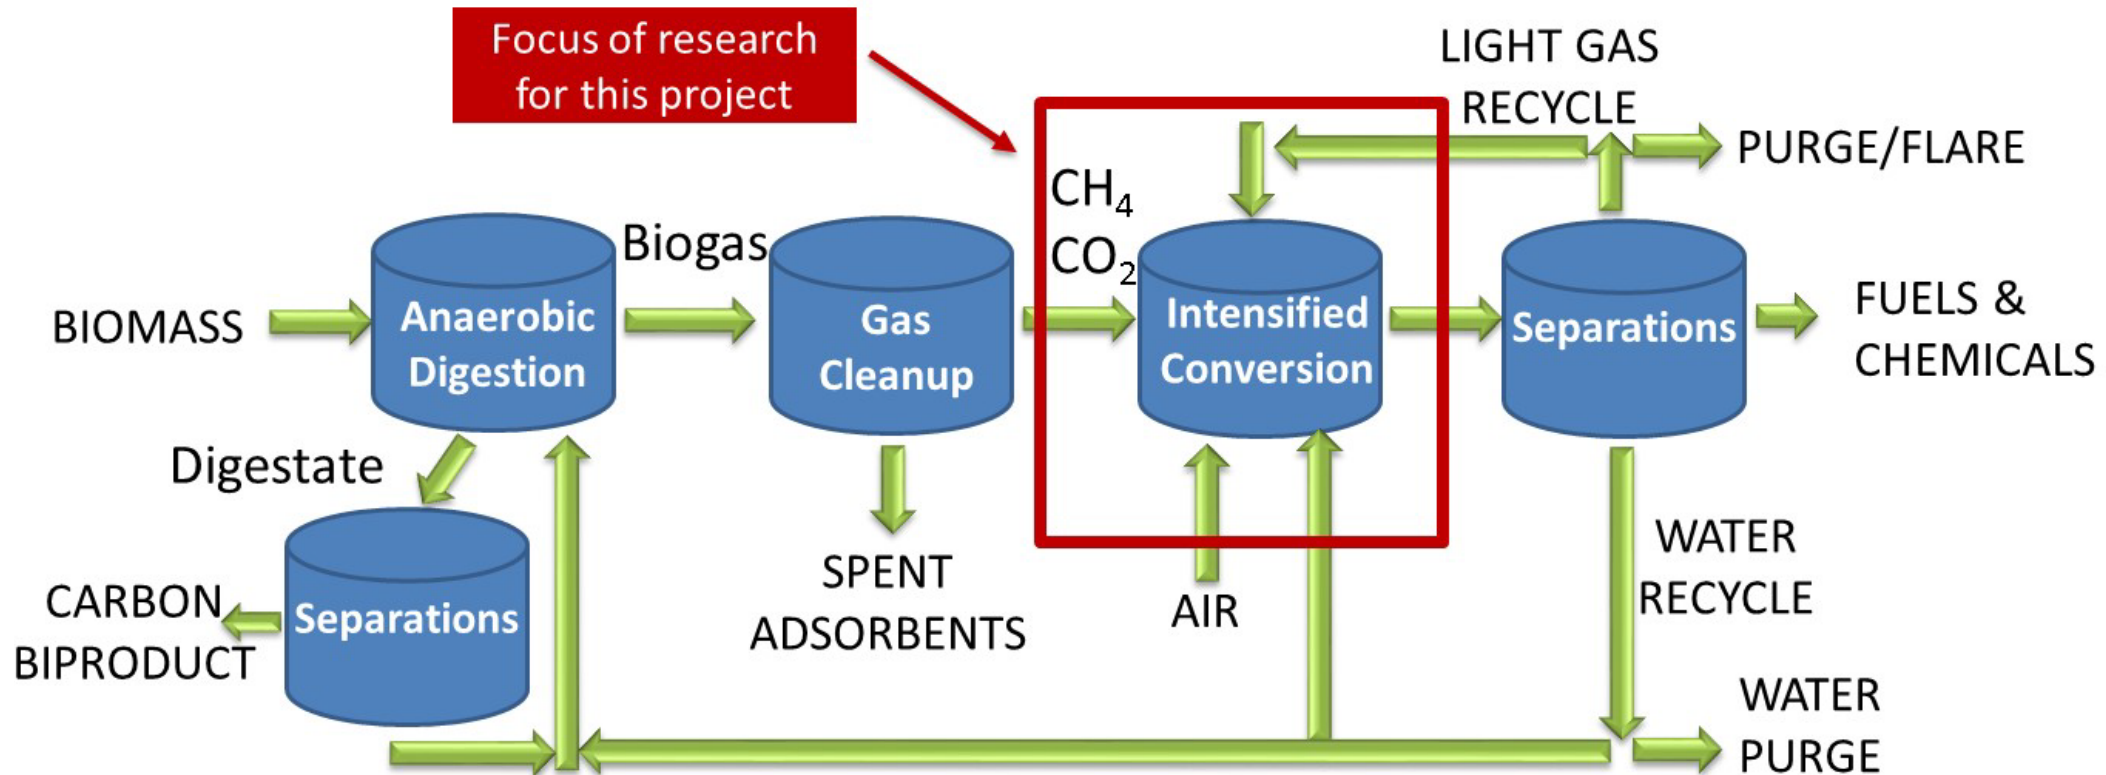 Focus of research
for this project
LIGHT GAS
RECYCLE
PURGE/FLARE
CH₄
CO₂
Biogas
BIOMASS
Anaerobic
Digestion
Gas
Cleanup
Intensified
Conversion
Separations
FUELS &
CHEMICALS
Digestate
Separations
CARBON
BIPRODUCT
SPENT
ADSORBENTS
AIR
WATER
RECYCLE
WATER
PURGE